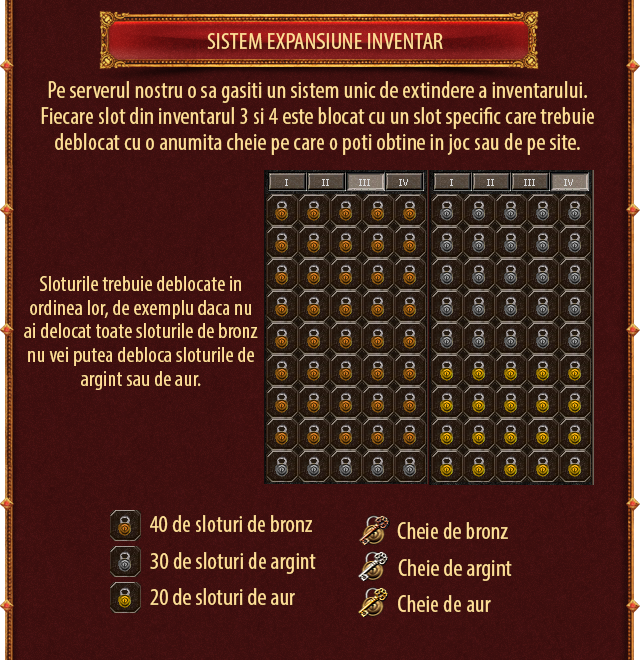 SISTEM EXPANSIUNE INVENTAR
Pe serverul nostru o sa gasiti un sistem unic de extindere a inventarului.
Fiecare slot din inventarul 3 si 4 este blocat cu un slot specific care trebuie
deblocat cu o anumita cheie pe care o poti obtine in joc sau de pe site.
I II III IV I II III IV
Sloturile trebuie deblocate in
ordinea lor, de exemplu daca nu
ai delocat toate sloturile de bronz
nu vei putea debloca sloturile de
argint sau de aur.
40 de sloturi de bronz
30 de sloturi de argint
20 de sloturi de aur
Cheie de bronz
Cheie de argint
Cheie de aur